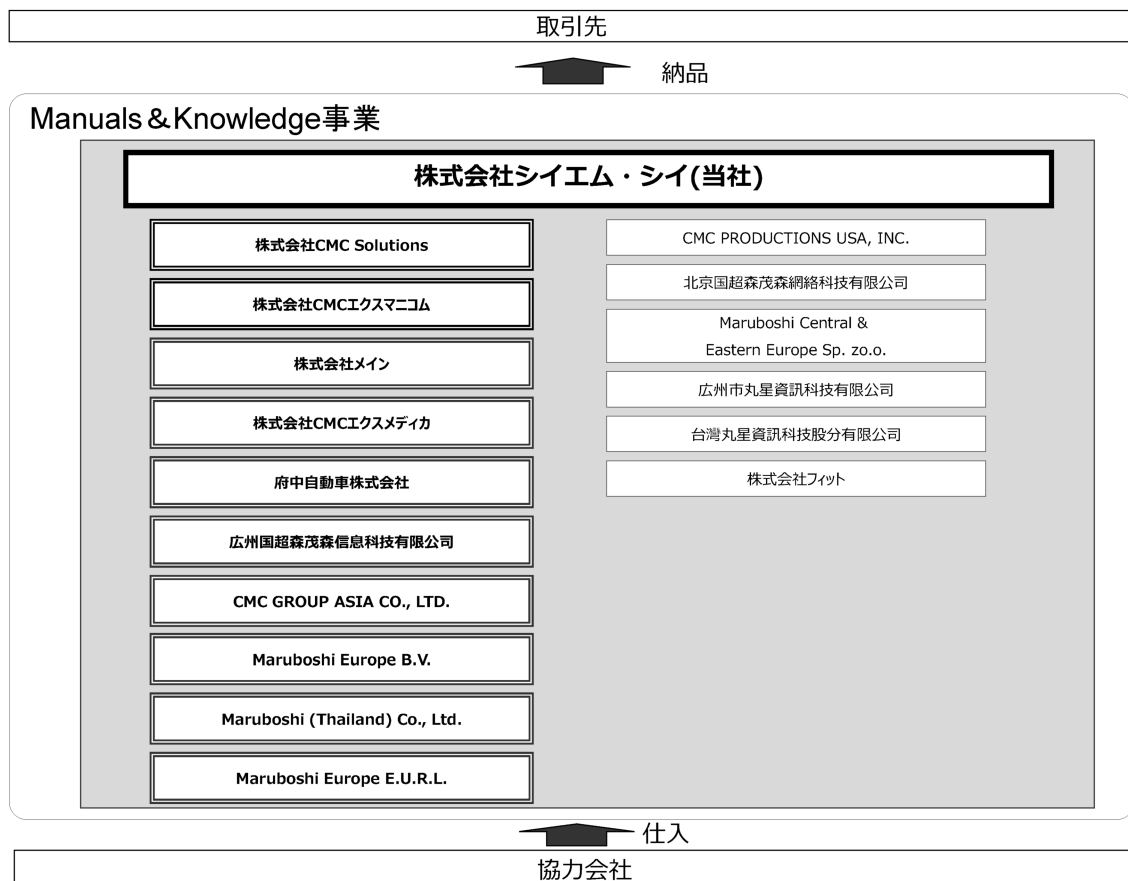 取引先
納品
Manuals&Knowledge事業
株式会社シイエム・シイ(当社)
株式会社CMC Solutions
株式会社CMCエクスマニコム
株式会社メイン
株式会社CMCエクスメディカ
府中自動車株式会社
広州国超森茂森信息科技有限公司
CMC GROUP ASIA CO., LTD.
Maruboshi Europe B.V.
Maruboshi (Thailand) Co., Ltd.
Maruboshi Europe E.U.R.L.
CMC PRODUCTIONS USA, INC.
北京国超森茂森網絡科技有限公司
Maruboshi Central &
Eastern Europe Sp. zo.o.
広州市丸星資訊科技有限公司
台灣丸星資訊科技股分有限公司
株式会社フィット
仕入
協力会社